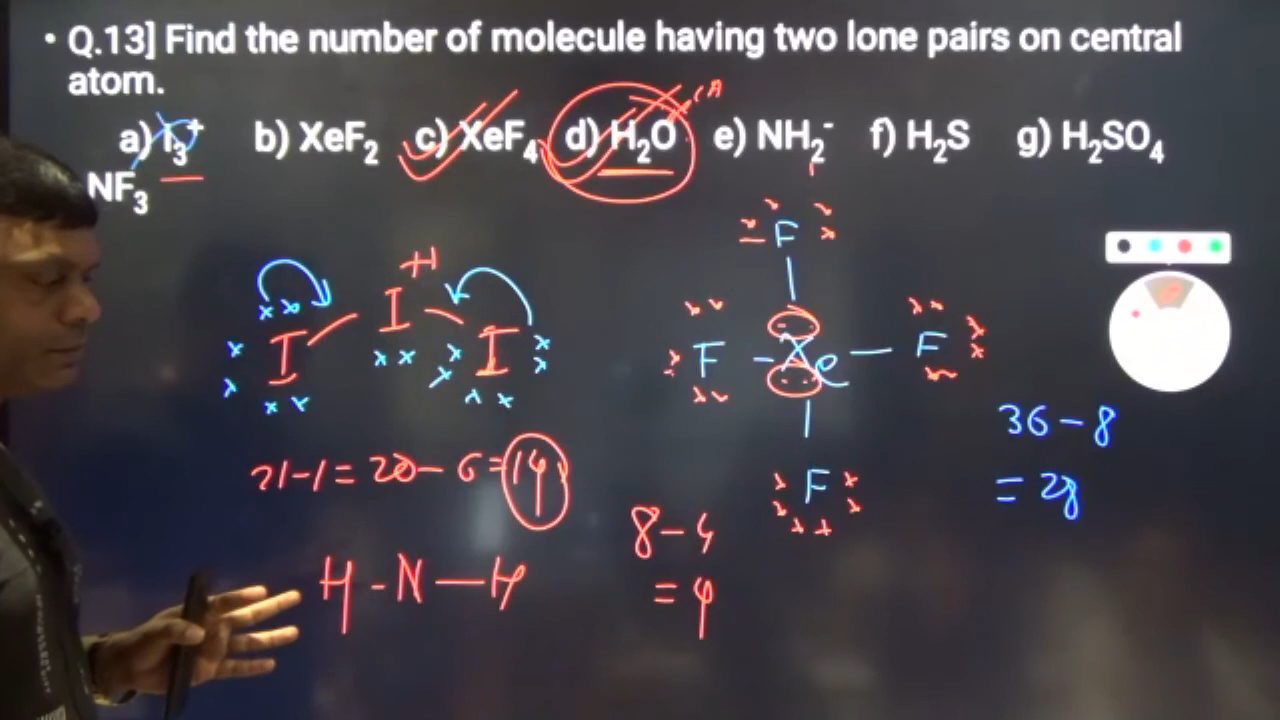 • Q.13] Find the number of molecule having two lone pairs on central
atom.
a) I₃⁺ b) XeF₂ c) XeF₄ d) H₂O e) NH₂⁻ f) H₂S g) H₂SO₄
NF₃
F
H
I
I I
F Xe F
F
36 - 8
= 28
21-1 = 20 - 6 = 14
8 - 4
= 4
H - N - H